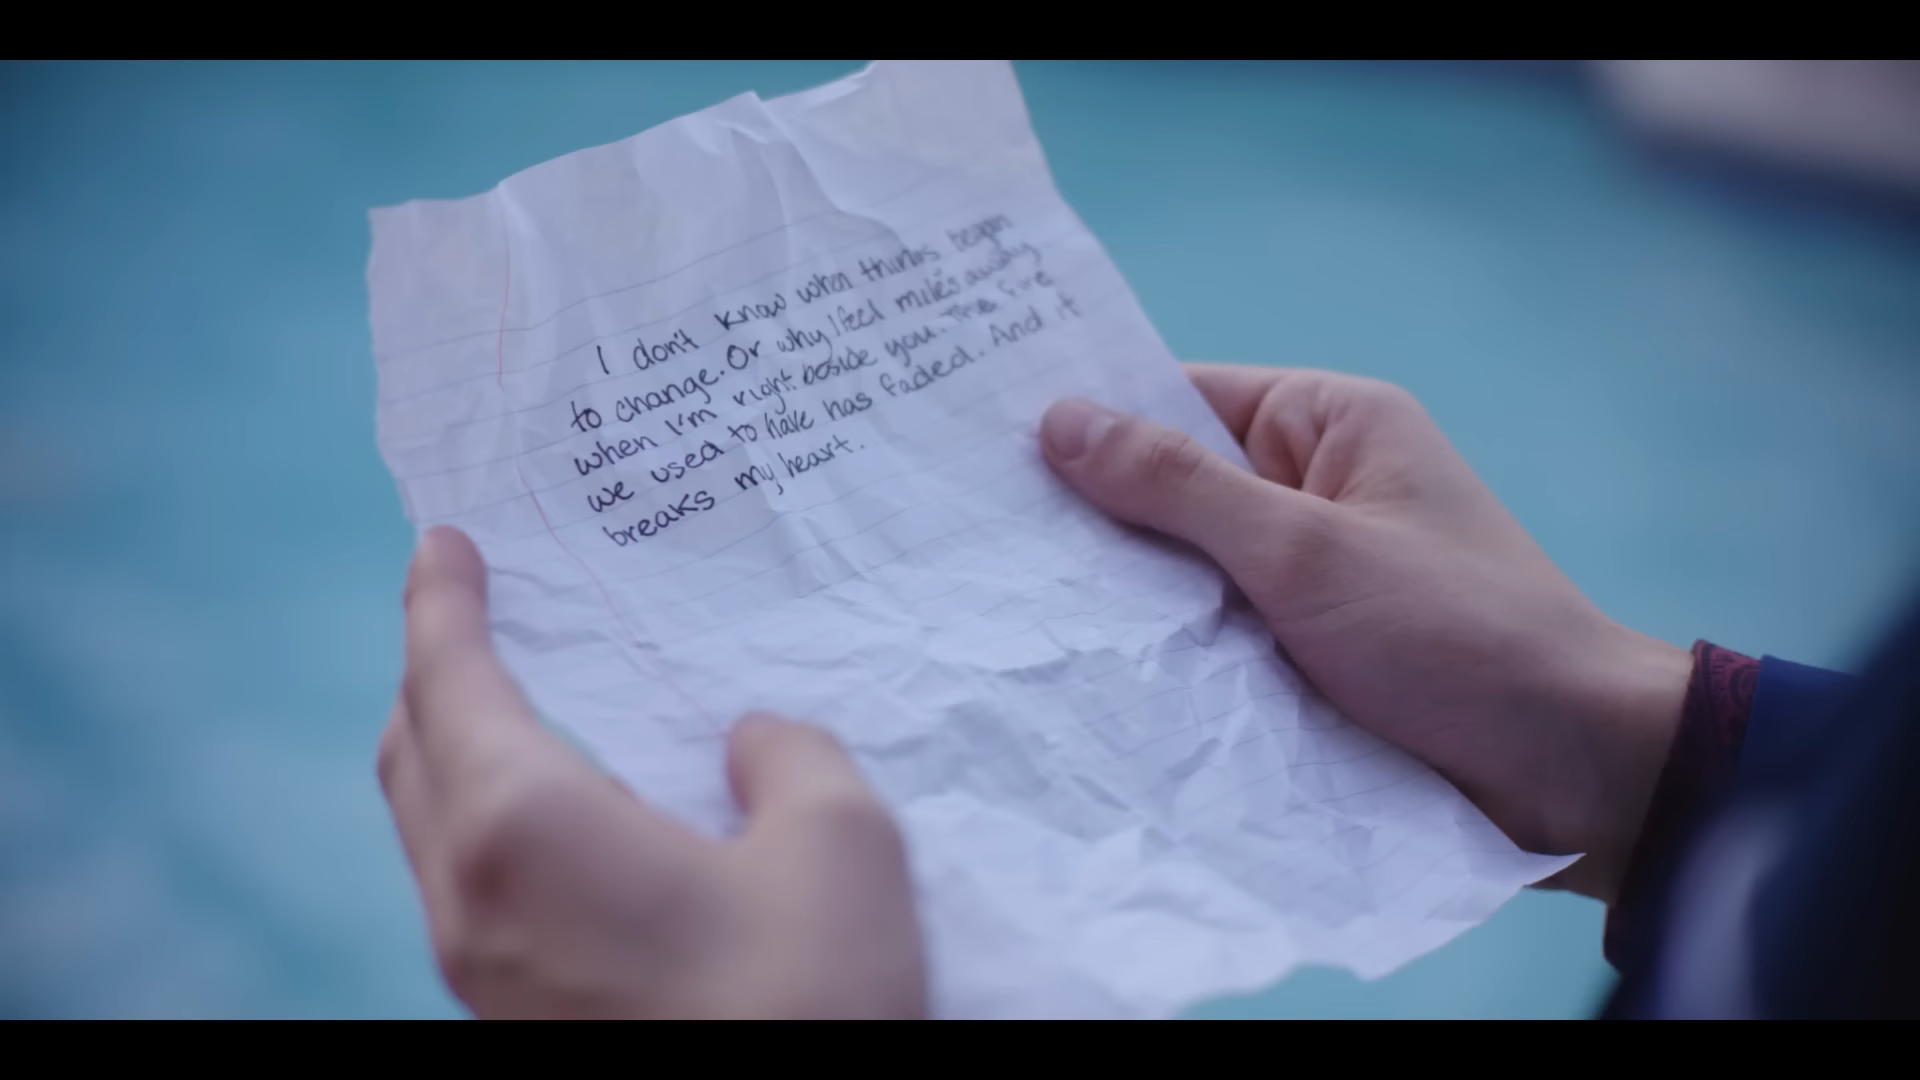 I don't know when things began
to change. Or why I feel miles away
when I'm right beside you. The fire
we used to have has faded. And it
breaks my heart.